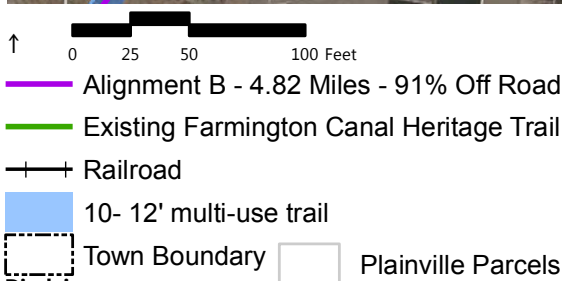 0 25 50 100 Feet
Alignment B - 4.82 Miles - 91% Off Road
Existing Farmington Canal Heritage Trail
Railroad
10- 12' multi-use trail
Town Boundary Plainville Parcels